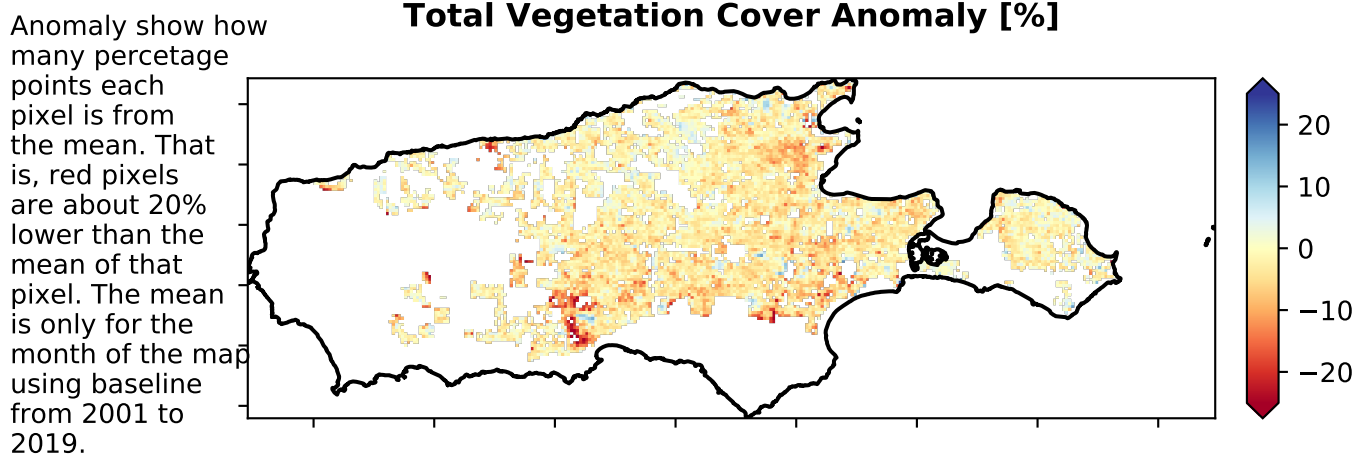 Total Vegetation Cover Anomaly [%]
Anomaly show how
many percetage
points each
pixel is from
the mean. That
is, red pixels
are about 20%
lower than the
mean of that
pixel. The mean
is only for the
month of the map
using baseline
from 2001 to
2019.
20
10
0
−10
−20